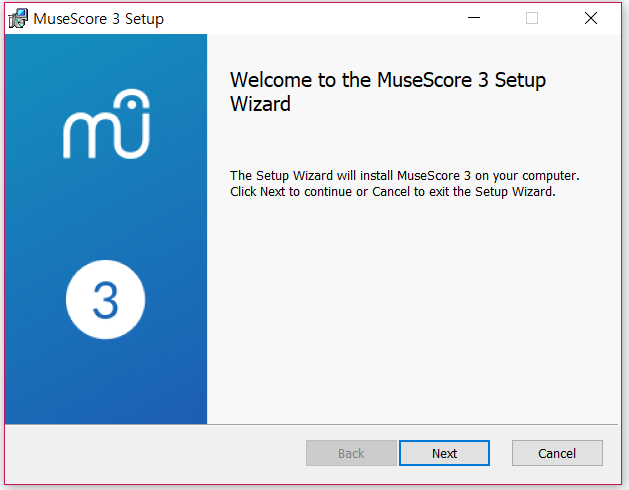 MuseScore 3 Setup
Welcome to the MuseScore 3 Setup
Wizard
The Setup Wizard will install MuseScore 3 on your computer.
Click Next to continue or Cancel to exit the Setup Wizard.
mu
3
Back
Next
Cancel